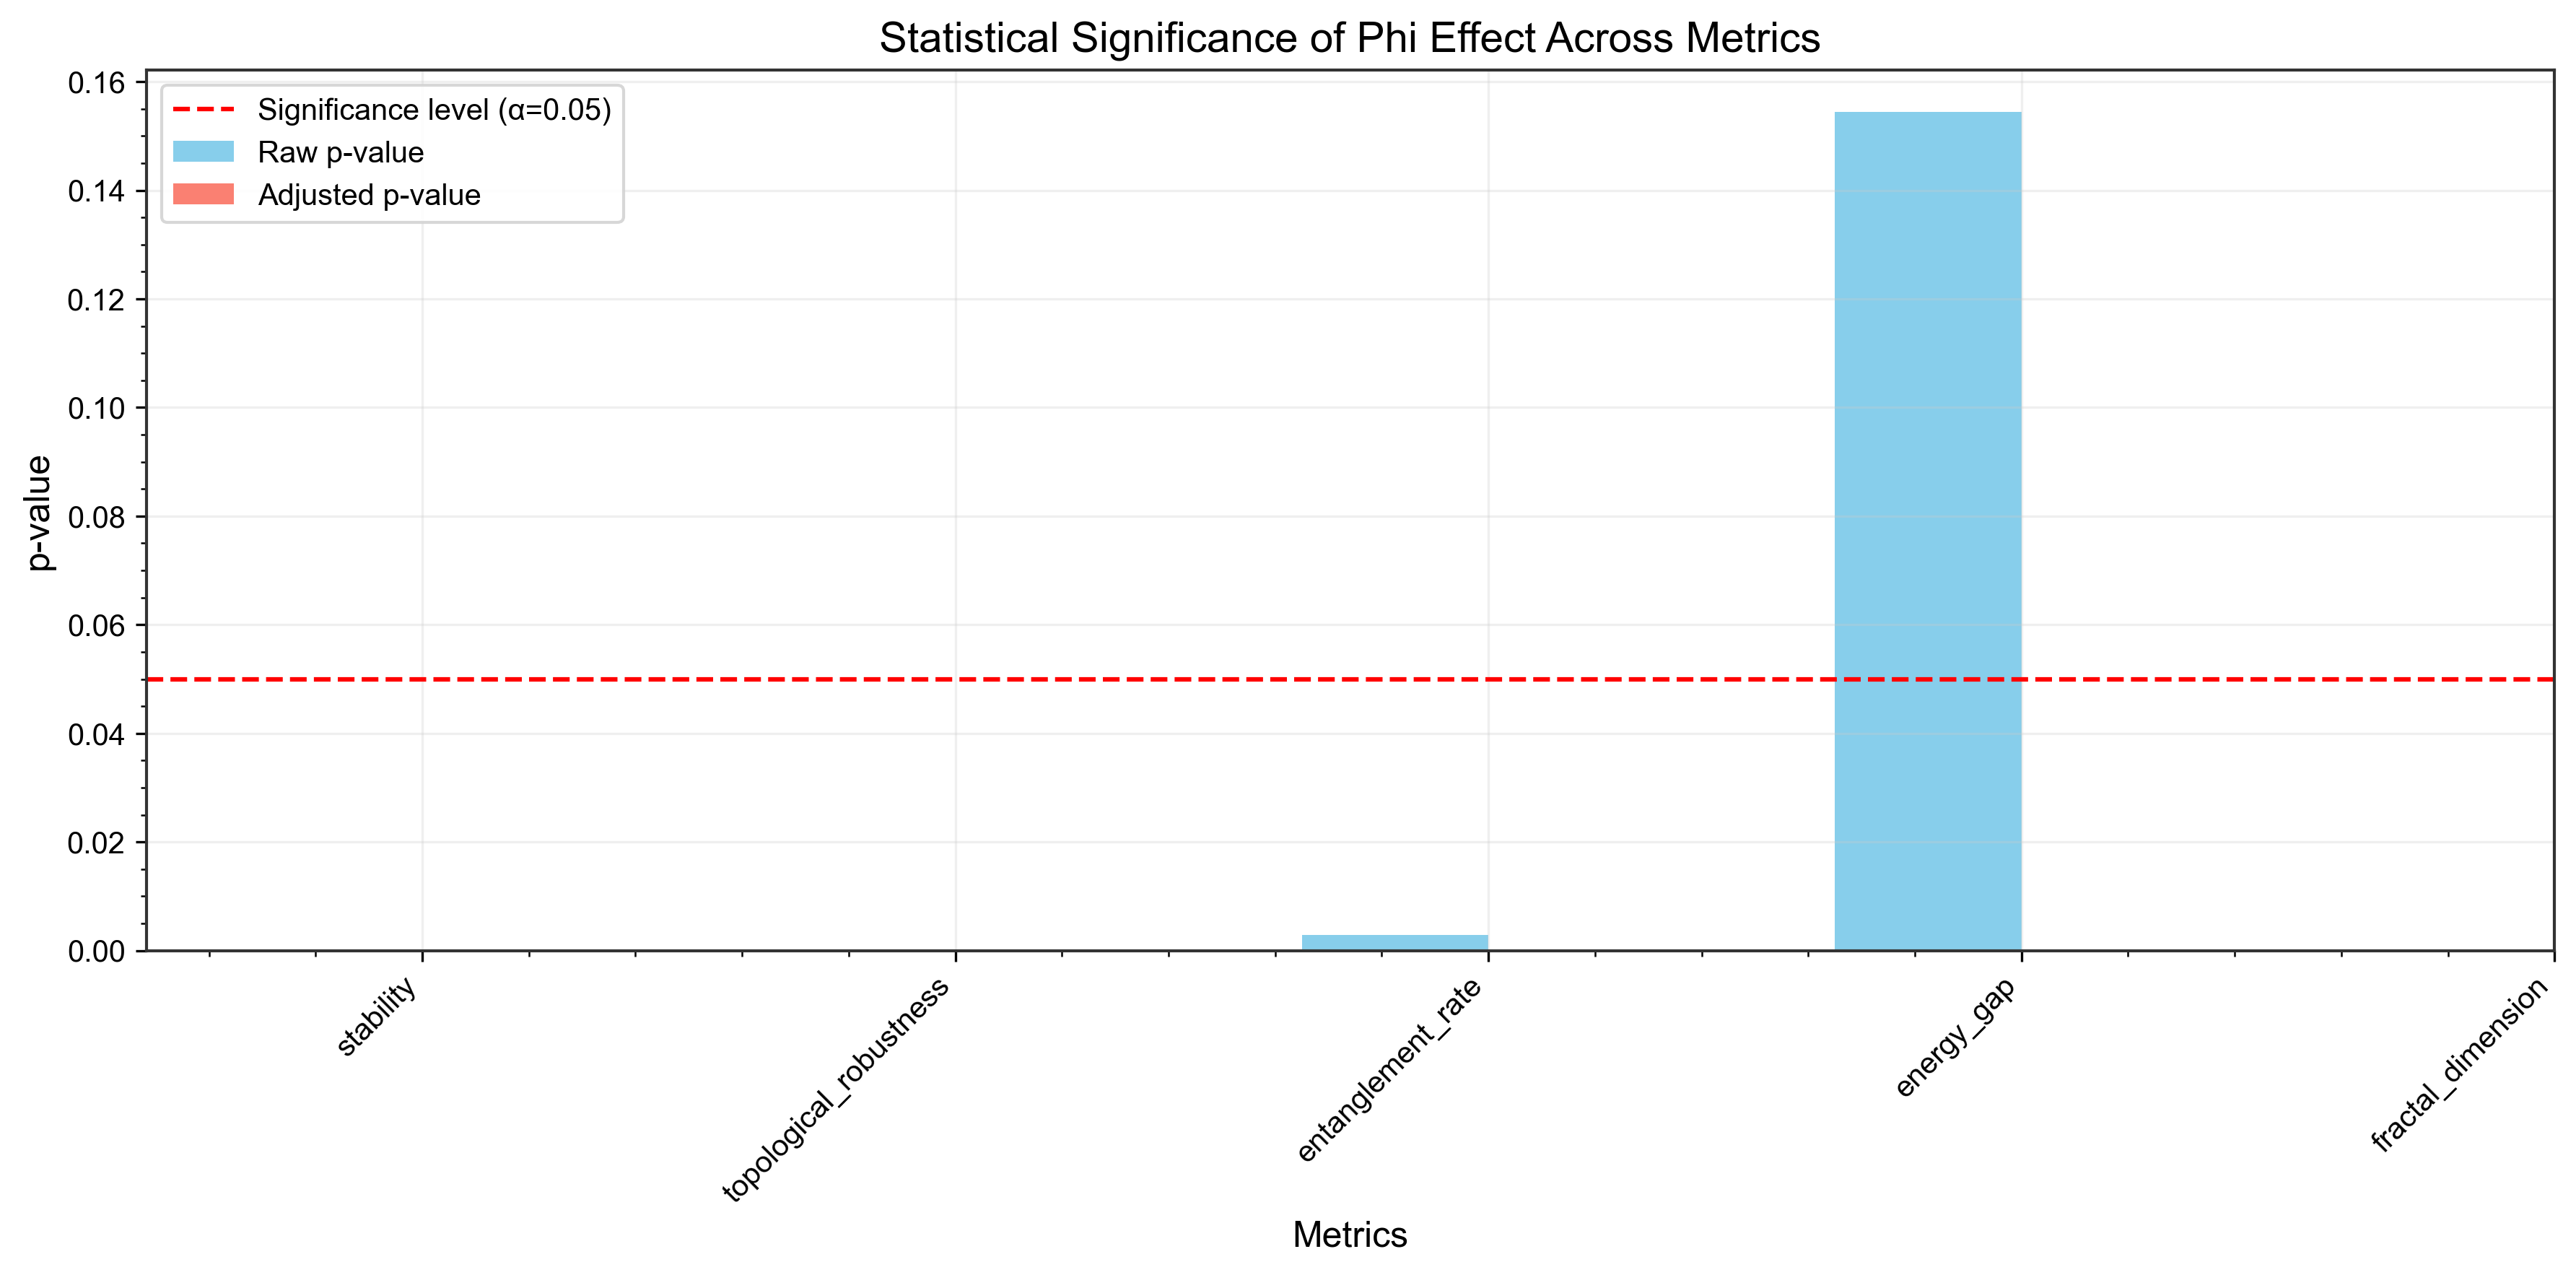 Statistical Significance of Phi Effect Across Metrics
Significance level (α=0.05)
Raw p-value
Adjusted p-value
p-value
0.16
0.14
0.12
0.10
0.08
0.06
0.04
0.02
0.00
stability
topological_robustness
entanglement_rate
energy_gap
fractal_dimension
Metrics